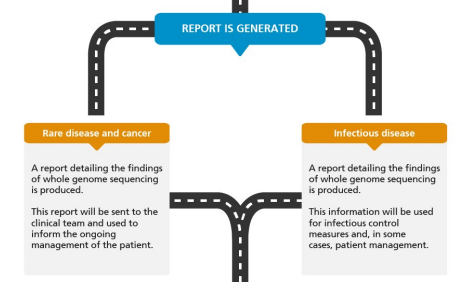 REPORT IS GENERATED
Rare disease and cancer
A report detailing the findings
of whole genome sequencing
is produced.
This report will be sent to the
clinical team and used to
inform the ongoing
management of the patient.
Infectious disease
A report detailing the findings
of whole genome sequencing
is produced.
This information will be used
for infectious control
measures and, in some
cases, patient management.